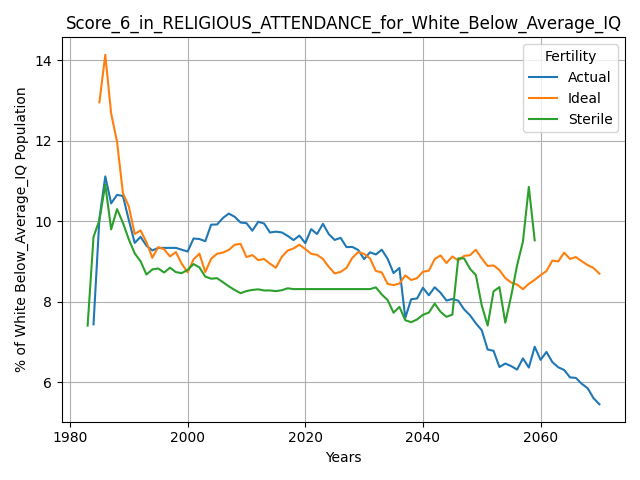 Score_6_in_RELIGIOUS_ATTENDANCE_for_White_Below_Average_IQ
Fertility
Actual
Ideal
Sterile
% of White Below_Average_IQ Population
14
12
10
8
6
1980
2000
2020
2040
2060
Years